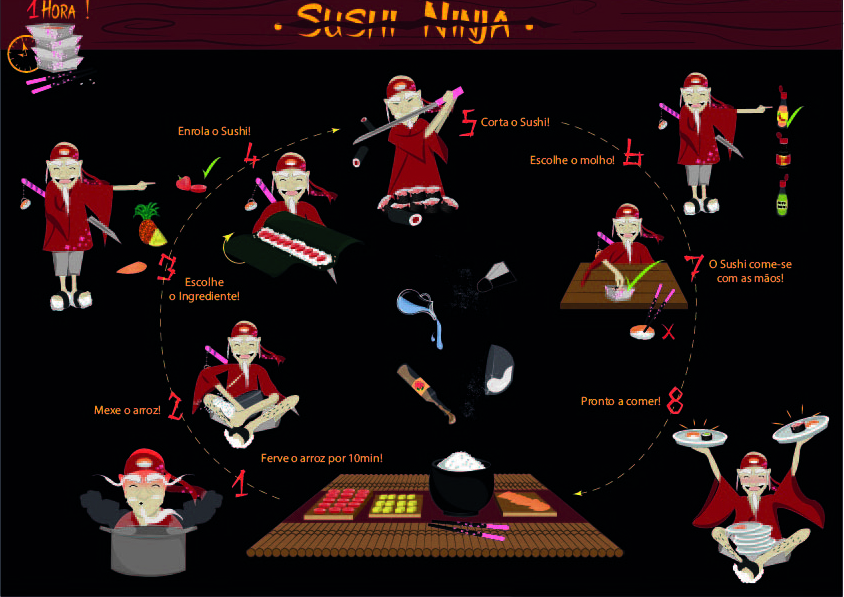 1 HORA !
SUSHI NINJA
1
Ferve o arroz por 10min!
2
Mexe o arroz!
3
Escolhe
o Ingrediente!
4
Enrola o Sushi!
5
Corta o Sushi!
6
Escolhe o molho!
7
O Sushi come-se
com as mãos!
8
Pronto a comer!